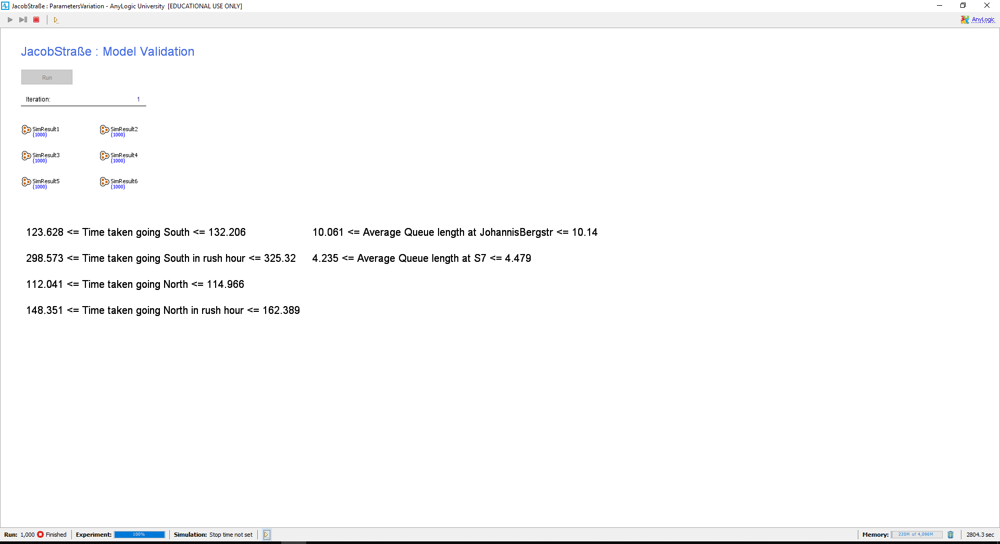 JacobStraße : ParametersVariation - AnyLogic University [EDUCATIONAL USE ONLY]
AnyLogic
JacobStraße : Model Validation
Run
Iteration: 1
SimResult1 SimResult2
{1000} {1000}
SimResult3 SimResult4
{1000} {1000}
SimResult5 SimResult6
{1000} {1000}
123.628 <= Time taken going South <= 132.206 10.061 <= Average Queue length at JohannisBergstr <= 10.14
298.573 <= Time taken going South in rush hour <= 325.32 4.235 <= Average Queue length at S7 <= 4.479
112.041 <= Time taken going North <= 114.966
148.351 <= Time taken going North in rush hour <= 162.389
Run: 1,000 Finished Experiment: 100% Simulation: Stop time not set Memory: 220M of 4,096M 2804.3 sec